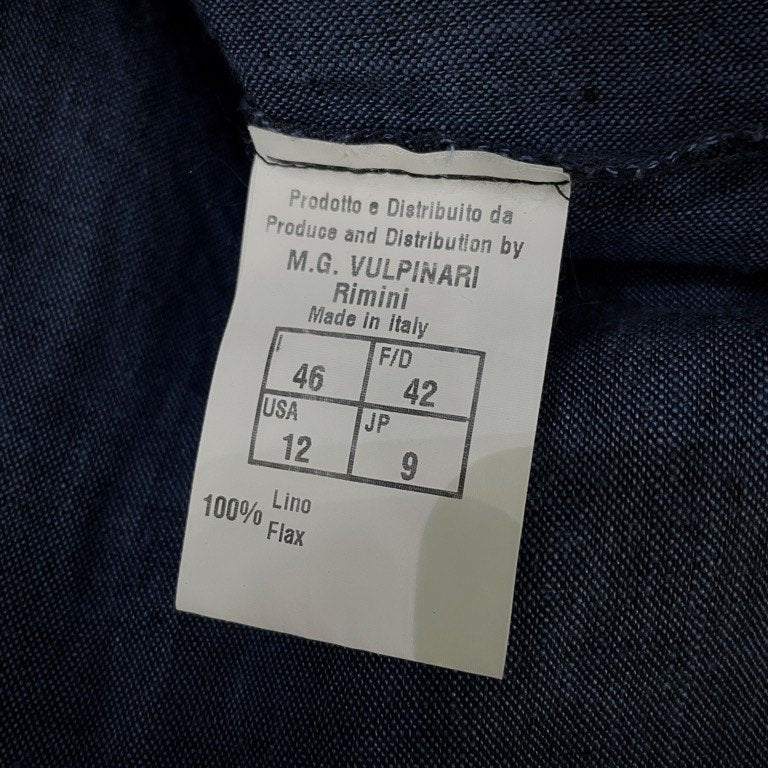 Prodotto e Distribuito da
Produce and Distribution by
M.G. VULPINARI
Rimini
Made in Italy
I F/D
46 42
USA JP
12 9
100% Lino
Flax